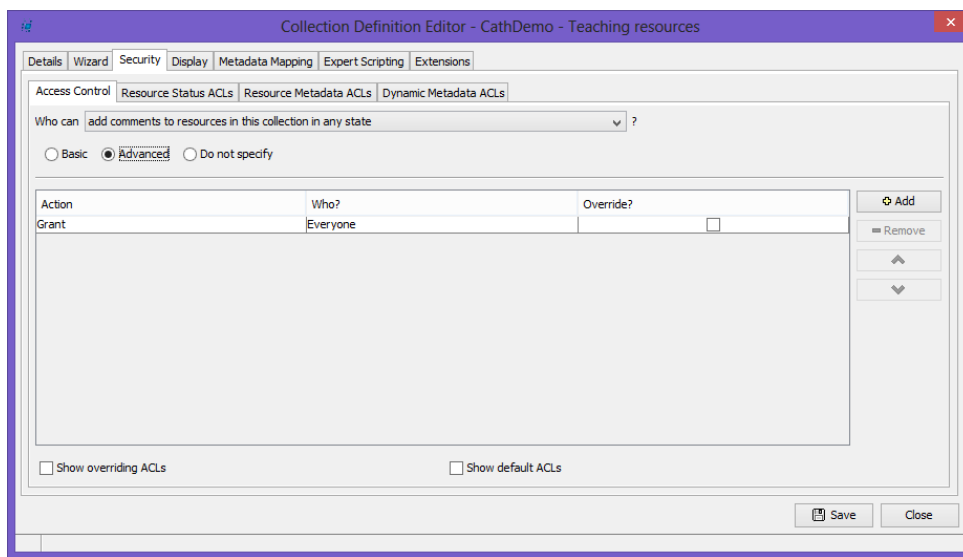 Collection Definition Editor - CathDemo - Teaching resources
Details Wizard Security Display Metadata Mapping Expert Scripting Extensions
Access Control Resource Status ACLs Resource Metadata ACLs Dynamic Metadata ACLs
Who can add comments to resources in this collection in any state ?
Basic Advanced Do not specify
Action Who? Override? Add
Grant Everyone
Remove
Show overriding ACLs Show default ACLs
Save Close